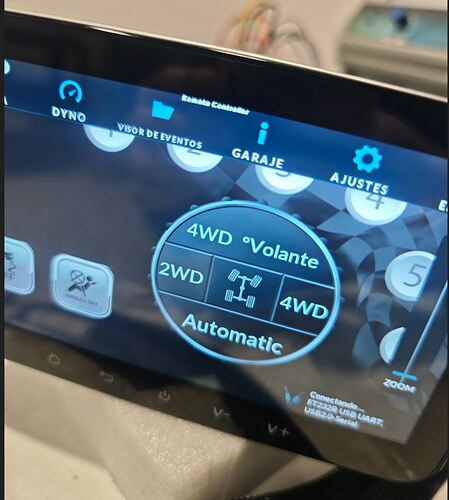 Remote Controller
DYNO
VISOR DE EVENTOS
GARAJE
AJUSTES
4
5
4WD °Volante
2WD
4WD
Automatic
ZOOM
Conectando...
FT232R USB UART,
USB2.0-Serial
V-
V+